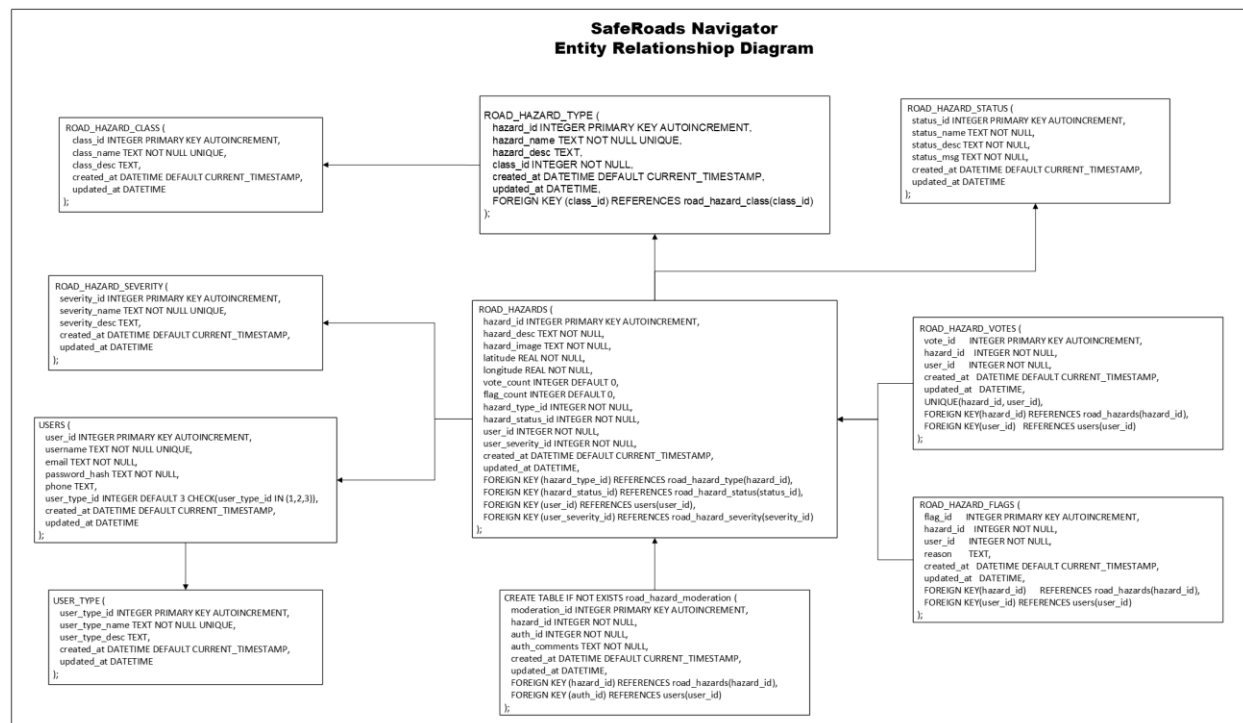 SafeRoads Navigator
Entity Relationshiop Diagram
ROAD_HAZARD_CLASS (
class_id INTEGER PRIMARY KEY AUTOINCREMENT,
class_name TEXT NOT NULL UNIQUE,
class_desc TEXT,
created_at DATETIME DEFAULT CURRENT_TIMESTAMP,
updated_at DATETIME
);
ROAD_HAZARD_TYPE (
hazard_id INTEGER PRIMARY KEY AUTOINCREMENT,
hazard_name TEXT NOT NULL UNIQUE,
hazard_desc TEXT,
class_id INTEGER NOT NULL,
created_at DATETIME DEFAULT CURRENT_TIMESTAMP,
updated_at DATETIME,
FOREIGN KEY (class_id) REFERENCES road_hazard_class(class_id)
);
ROAD_HAZARD_STATUS (
status_id INTEGER PRIMARY KEY AUTOINCREMENT,
status_name TEXT NOT NULL,
status_desc TEXT NOT NULL,
status_msg TEXT NOT NULL,
created_at DATETIME DEFAULT CURRENT_TIMESTAMP,
updated_at DATETIME
);
ROAD_HAZARD_SEVERITY (
severity_id INTEGER PRIMARY KEY AUTOINCREMENT,
severity_name TEXT NOT NULL UNIQUE,
severity_desc TEXT,
created_at DATETIME DEFAULT CURRENT_TIMESTAMP,
updated_at DATETIME
);
ROAD_HAZARDS (
hazard_id INTEGER PRIMARY KEY AUTOINCREMENT,
hazard_desc TEXT NOT NULL,
hazard_image TEXT NOT NULL,
latitude REAL NOT NULL,
longitude REAL NOT NULL,
vote_count INTEGER DEFAULT 0,
flag_count INTEGER DEFAULT 0,
hazard_type_id INTEGER NOT NULL,
hazard_status_id INTEGER NOT NULL,
user_id INTEGER NOT NULL,
user_severity_id INTEGER NOT NULL,
created_at DATETIME DEFAULT CURRENT_TIMESTAMP,
updated_at DATETIME,
FOREIGN KEY (hazard_type_id) REFERENCES road_hazard_type(hazard_id),
FOREIGN KEY (hazard_status_id) REFERENCES road_hazard_status(status_id),
FOREIGN KEY (user_id) REFERENCES users(user_id),
FOREIGN KEY (user_severity_id) REFERENCES road_hazard_severity(severity_id)
);
ROAD_HAZARD_VOTES (
vote_id INTEGER PRIMARY KEY AUTOINCREMENT,
hazard_id INTEGER NOT NULL,
user_id INTEGER NOT NULL,
created_at DATETIME DEFAULT CURRENT_TIMESTAMP,
updated_at DATETIME,
UNIQUE(hazard_id, user_id),
FOREIGN KEY(hazard_id) REFERENCES road_hazards(hazard_id),
FOREIGN KEY(user_id) REFERENCES users(user_id)
);
USERS (
user_id INTEGER PRIMARY KEY AUTOINCREMENT,
username TEXT NOT NULL UNIQUE,
email TEXT NOT NULL,
password_hash TEXT NOT NULL,
phone TEXT,
user_type_id INTEGER DEFAULT 3 CHECK(user_type_id IN (1,2,3)),
created_at DATETIME DEFAULT CURRENT_TIMESTAMP,
updated_at DATETIME
);
ROAD_HAZARD_FLAGS (
flag_id INTEGER PRIMARY KEY AUTOINCREMENT,
hazard_id INTEGER NOT NULL,
user_id INTEGER NOT NULL,
reason TEXT,
created_at DATETIME DEFAULT CURRENT_TIMESTAMP,
updated_at DATETIME,
FOREIGN KEY(hazard_id) REFERENCES road_hazards(hazard_id),
FOREIGN KEY(user_id) REFERENCES users(user_id)
);
USER_TYPE (
user_type_id INTEGER PRIMARY KEY AUTOINCREMENT,
user_type_name TEXT NOT NULL UNIQUE,
user_type_desc TEXT,
created_at DATETIME DEFAULT CURRENT_TIMESTAMP,
updated_at DATETIME
);
CREATE TABLE IF NOT EXISTS road_hazard_moderation (
moderation_id INTEGER PRIMARY KEY AUTOINCREMENT,
hazard_id INTEGER NOT NULL,
auth_id INTEGER NOT NULL,
auth_comments TEXT NOT NULL,
created_at DATETIME DEFAULT CURRENT_TIMESTAMP,
updated_at DATETIME,
FOREIGN KEY (hazard_id) REFERENCES road_hazards(hazard_id),
FOREIGN KEY (auth_id) REFERENCES users(user_id)
);